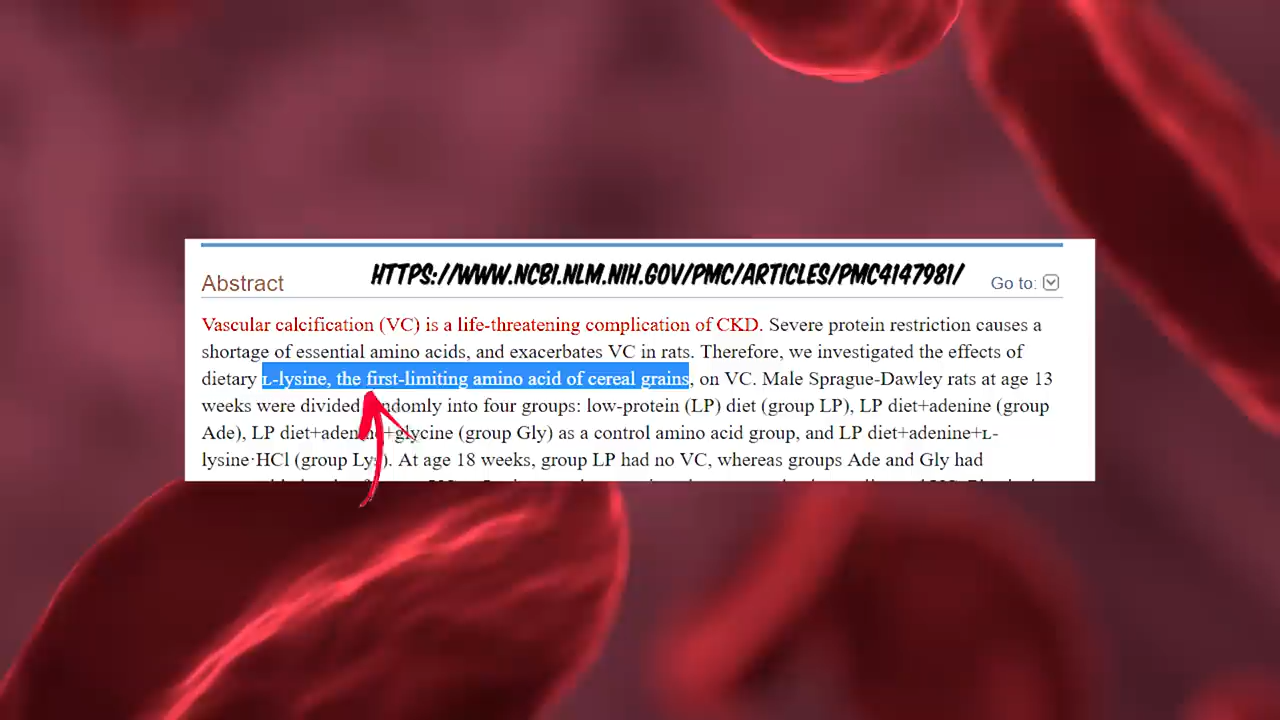 Abstract
HTTPS://WWW.NCBI.NLM.NIH.GOV/PMC/ARTICLES/PMC4147981/
Go to:
Vascular calcification (VC) is a life-threatening complication of CKD. Severe protein restriction causes a
shortage of essential amino acids, and exacerbates VC in rats. Therefore, we investigated the effects of
dietary ʟ-lysine, the first-limiting amino acid of cereal grains, on VC. Male Sprague-Dawley rats at age 13
weeks were divided randomly into four groups: low-protein (LP) diet (group LP), LP diet+adenine (group
Ade), LP diet+adenine+glycine (group Gly) as a control amino acid group, and LP diet+adenine+ʟ-
lysine·HCl (group Lys). At age 18 weeks, group LP had no VC, whereas groups Ade and Gly had